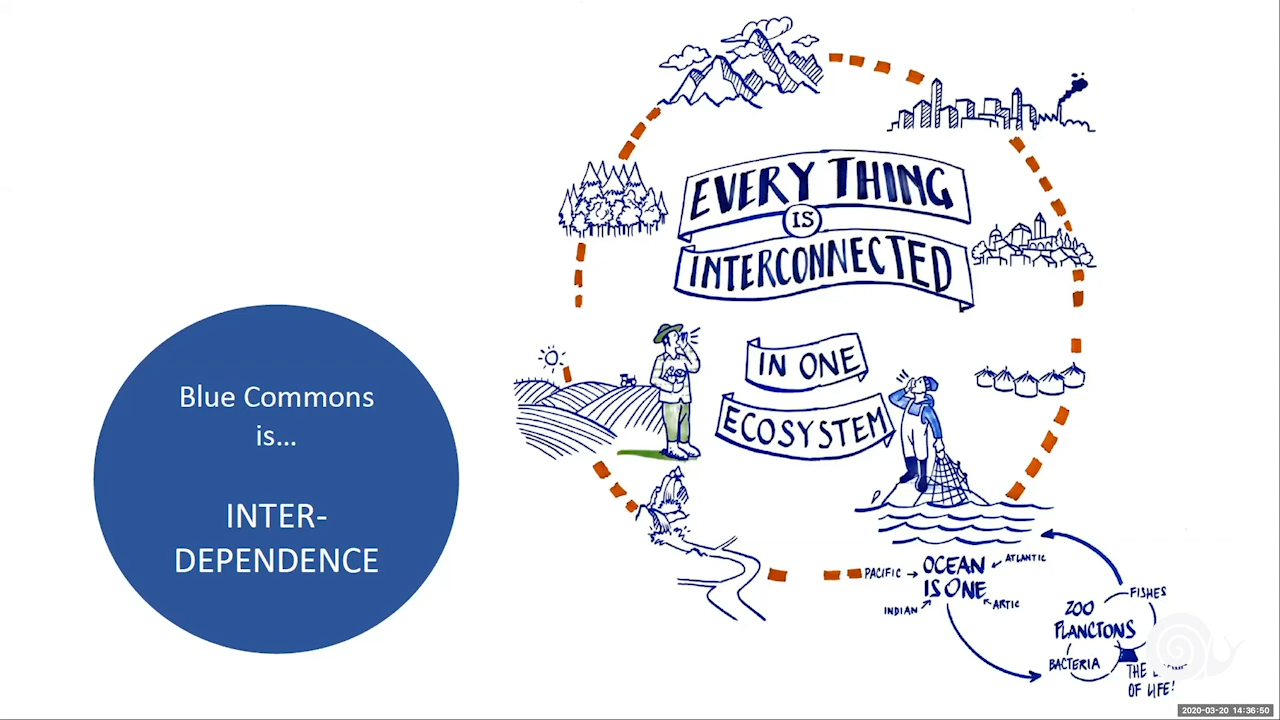 Blue Commons
is...
INTER-
DEPENDENCE
EVERY THING
IS
INTERCONNECTED
IN ONE
ECOSYSTEM
PACIFIC
OCEAN
IS ONE
ATLANTIC
INDIAN
ARTIC
FISHES
ZOO
PLANCTONS
BACTERIA
THE
OF LIFE!
2020-03-20 14:36:50